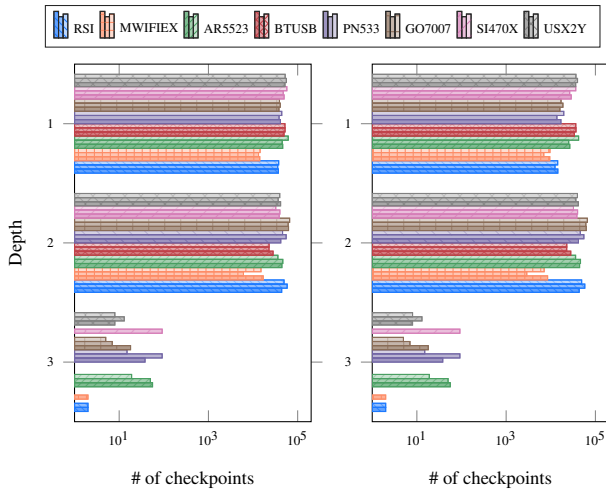 RSI MWIFIEX AR5523 BTUSB PN533 GO7007 SI470X USX2Y
1 1
Depth 2 2
3 3
10^1 10^3 10^5 10^1 10^3 10^5
# of checkpoints # of checkpoints